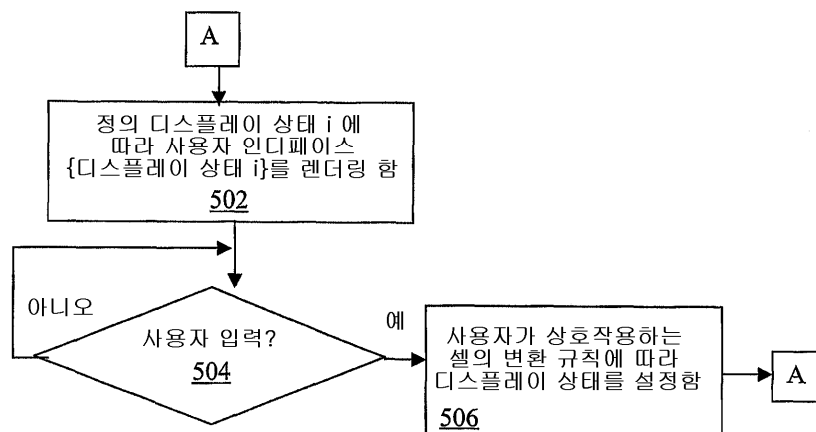 A
정의 디스플레이 상태 i 에
따라 사용자 인디페이스
{디스플레이 상태 i}를 렌더링 함
502
아니오
사용자 입력?
504
예
사용자가 상호작용하는
셀의 변환 규칙에 따라
디스플레이 상태를 설정함
506
A